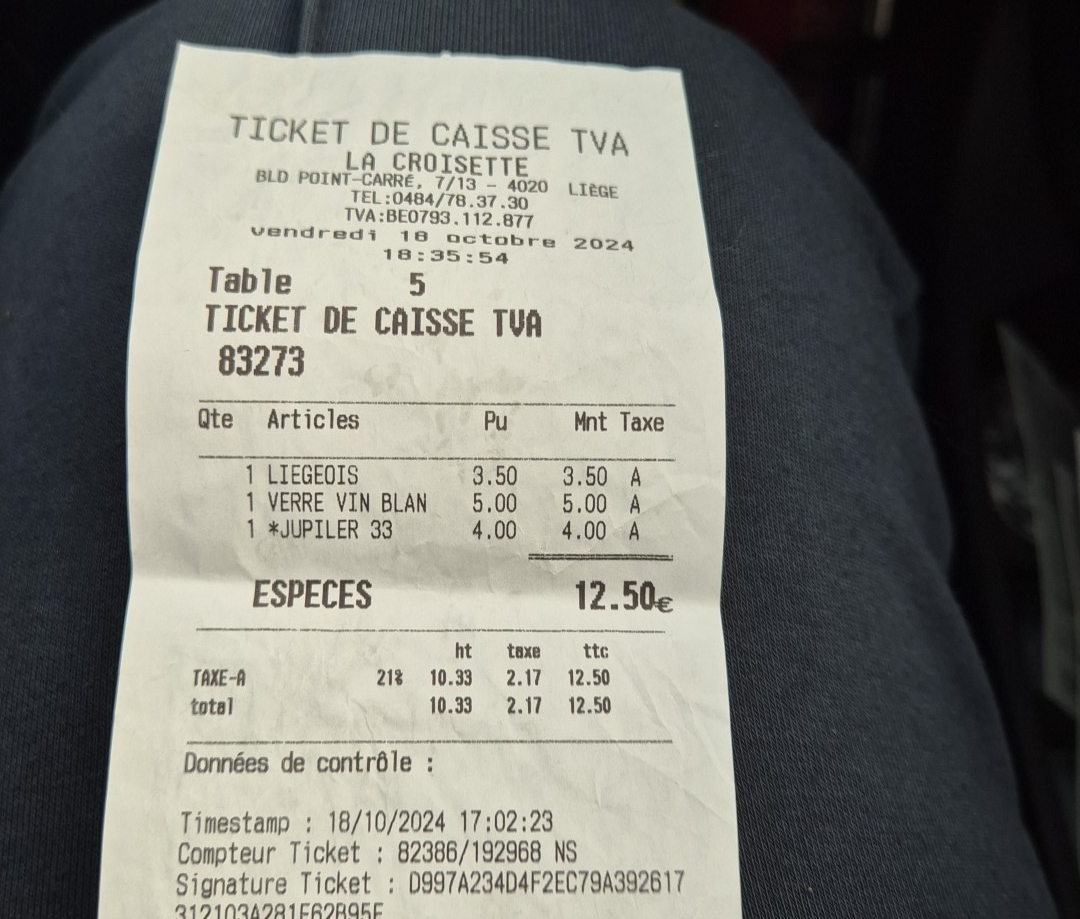 TICKET DE CAISSE TVA
LA CROISETTE
BLD POINT-CARRÉ, 7/13 - 4020 LIÈGE
TEL:0484/78.37.30
TVA:BE0793.112.877
vendredi 18 octobre 2024
18:35:54
Table 5
TICKET DE CAISSE TVA
83273
Qte Articles Pu Mnt Taxe
1 LIEGEOIS 3.50 3.50 A
1 VERRE VIN BLAN 5.00 5.00 A
1 *JUPILER 33 4.00 4.00 A
ESPECES 12.50€
ht taxe ttc
TAXE-A 21% 10.33 2.17 12.50
total 10.33 2.17 12.50
Données de contrôle :
Timestamp : 18/10/2024 17:02:23
Compteur Ticket : 82386/192968 NS
Signature Ticket : D997A234D4F2EC79A392617
312103A281F62B95F